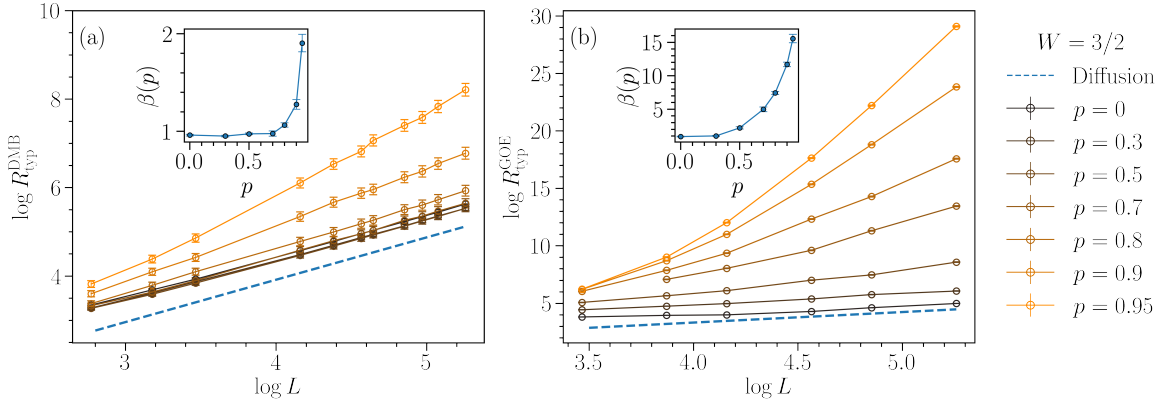 (a)
log R_typ^DMB
10
8
6
4
3
4
5
log L
β(p)
2
1
0.0
0.5
p
(b)
log R_typ^GOE
30
25
20
15
10
5
3.5
4.0
4.5
5.0
log L
β(p)
15
10
5
0.0
0.5
p
W = 3/2
Diffusion
p = 0
p = 0.3
p = 0.5
p = 0.7
p = 0.8
p = 0.9
p = 0.95